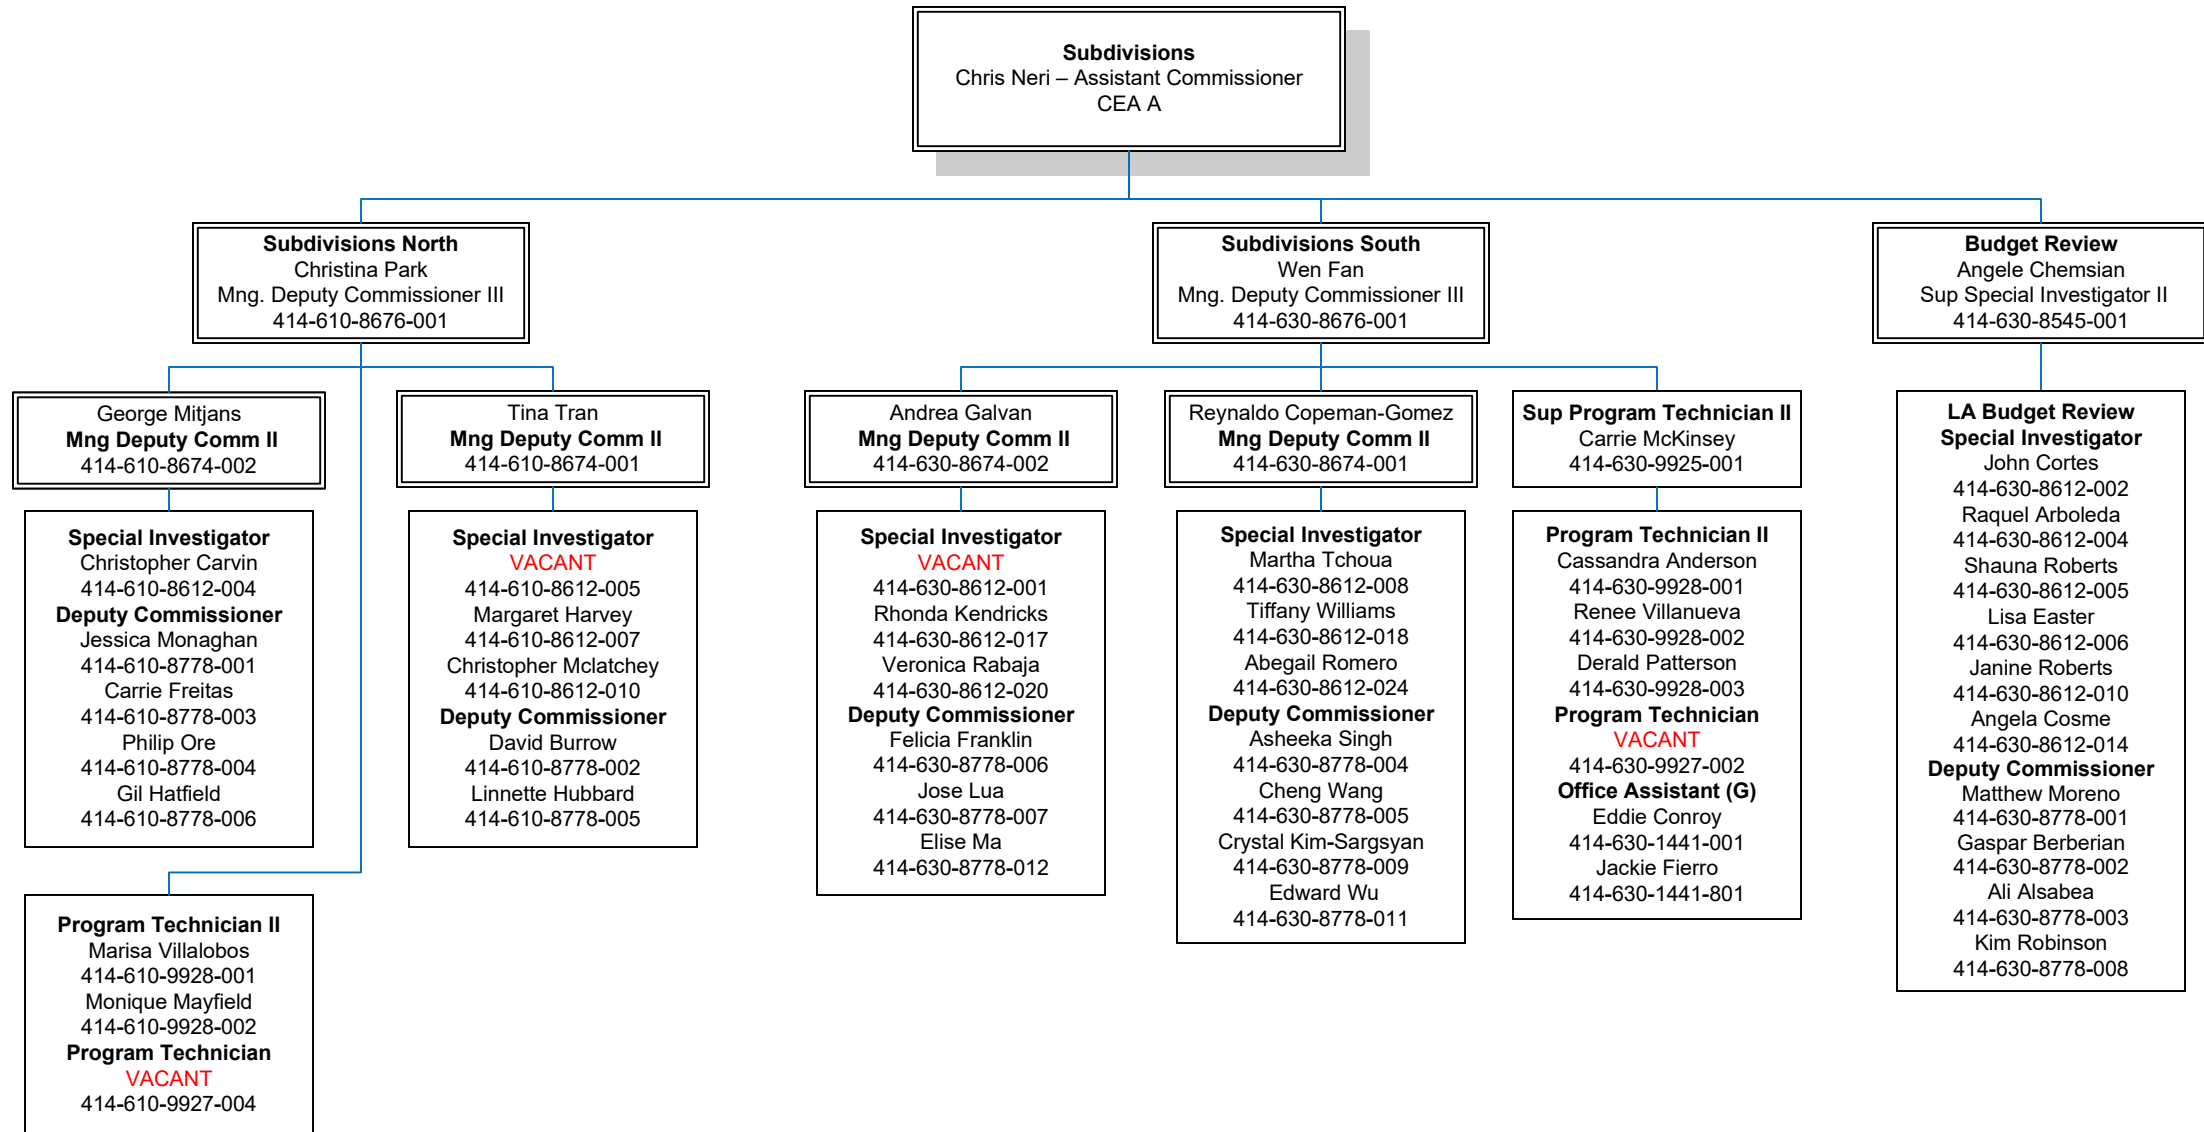 Subdivisions
Chris Neri – Assistant Commissioner
CEA A
Subdivisions North
Christina Park
Mng. Deputy Commissioner III
414-610-8676-001
Subdivisions South
Wen Fan
Mng. Deputy Commissioner III
414-630-8676-001
Budget Review
Angele Chemsian
Sup Special Investigator II
414-630-8545-001
George Mitjans
Mng Deputy Comm II
414-610-8674-002
Tina Tran
Mng Deputy Comm II
414-610-8674-001
Andrea Galvan
Mng Deputy Comm II
414-630-8674-002
Reynaldo Copeman-Gomez
Mng Deputy Comm II
414-630-8674-001
Sup Program Technician II
Carrie McKinsey
414-630-9925-001
LA Budget Review
Special Investigator
John Cortes
414-630-8612-002
Raquel Arboleda
414-630-8612-004
Shauna Roberts
414-630-8612-005
Lisa Easter
414-630-8612-006
Janine Roberts
414-630-8612-010
Angela Cosme
414-630-8612-014
Deputy Commissioner
Matthew Moreno
414-630-8778-001
Gaspar Berberian
414-630-8778-002
Ali Alsabea
414-630-8778-003
Kim Robinson
414-630-8778-008
Special Investigator
Christopher Carvin
414-610-8612-004
Deputy Commissioner
Jessica Monaghan
414-610-8778-001
Carrie Freitas
414-610-8778-003
Philip Ore
414-610-8778-004
Gil Hatfield
414-610-8778-006
Special Investigator
VACANT
414-610-8612-005
Margaret Harvey
414-610-8612-007
Christopher Mclatchey
414-610-8612-010
Deputy Commissioner
David Burrow
414-610-8778-002
Linnette Hubbard
414-610-8778-005
Special Investigator
VACANT
414-630-8612-001
Rhonda Kendricks
414-630-8612-017
Veronica Rabaja
414-630-8612-020
Deputy Commissioner
Felicia Franklin
414-630-8778-006
Jose Lua
414-630-8778-007
Elise Ma
414-630-8778-012
Special Investigator
Martha Tchoua
414-630-8612-008
Tiffany Williams
414-630-8612-018
Abegail Romero
414-630-8612-024
Deputy Commissioner
Asheeka Singh
414-630-8778-004
Cheng Wang
414-630-8778-005
Crystal Kim-Sargsyan
414-630-8778-009
Edward Wu
414-630-8778-011
Program Technician II
Cassandra Anderson
414-630-9928-001
Renee Villanueva
414-630-9928-002
Derald Patterson
414-630-9928-003
Program Technician
VACANT
414-630-9927-002
Office Assistant (G)
Eddie Conroy
414-630-1441-001
Jackie Fierro
414-630-1441-801
Program Technician II
Marisa Villalobos
414-610-9928-001
Monique Mayfield
414-610-9928-002
Program Technician
VACANT
414-610-9927-004